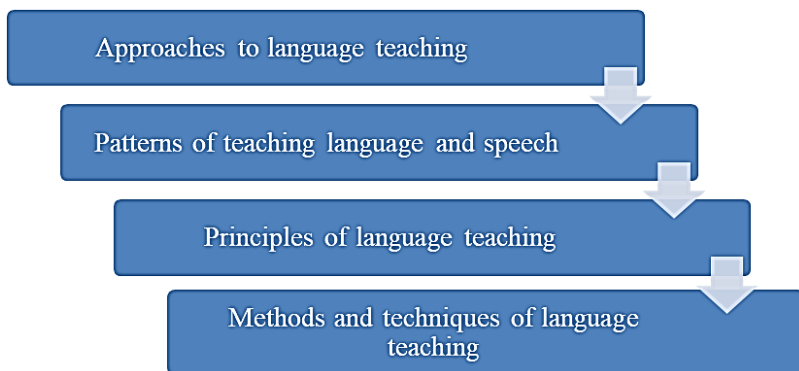 Approaches to language teaching
Patterns of teaching language and speech
Principles of language teaching
Methods and techniques of language
teaching